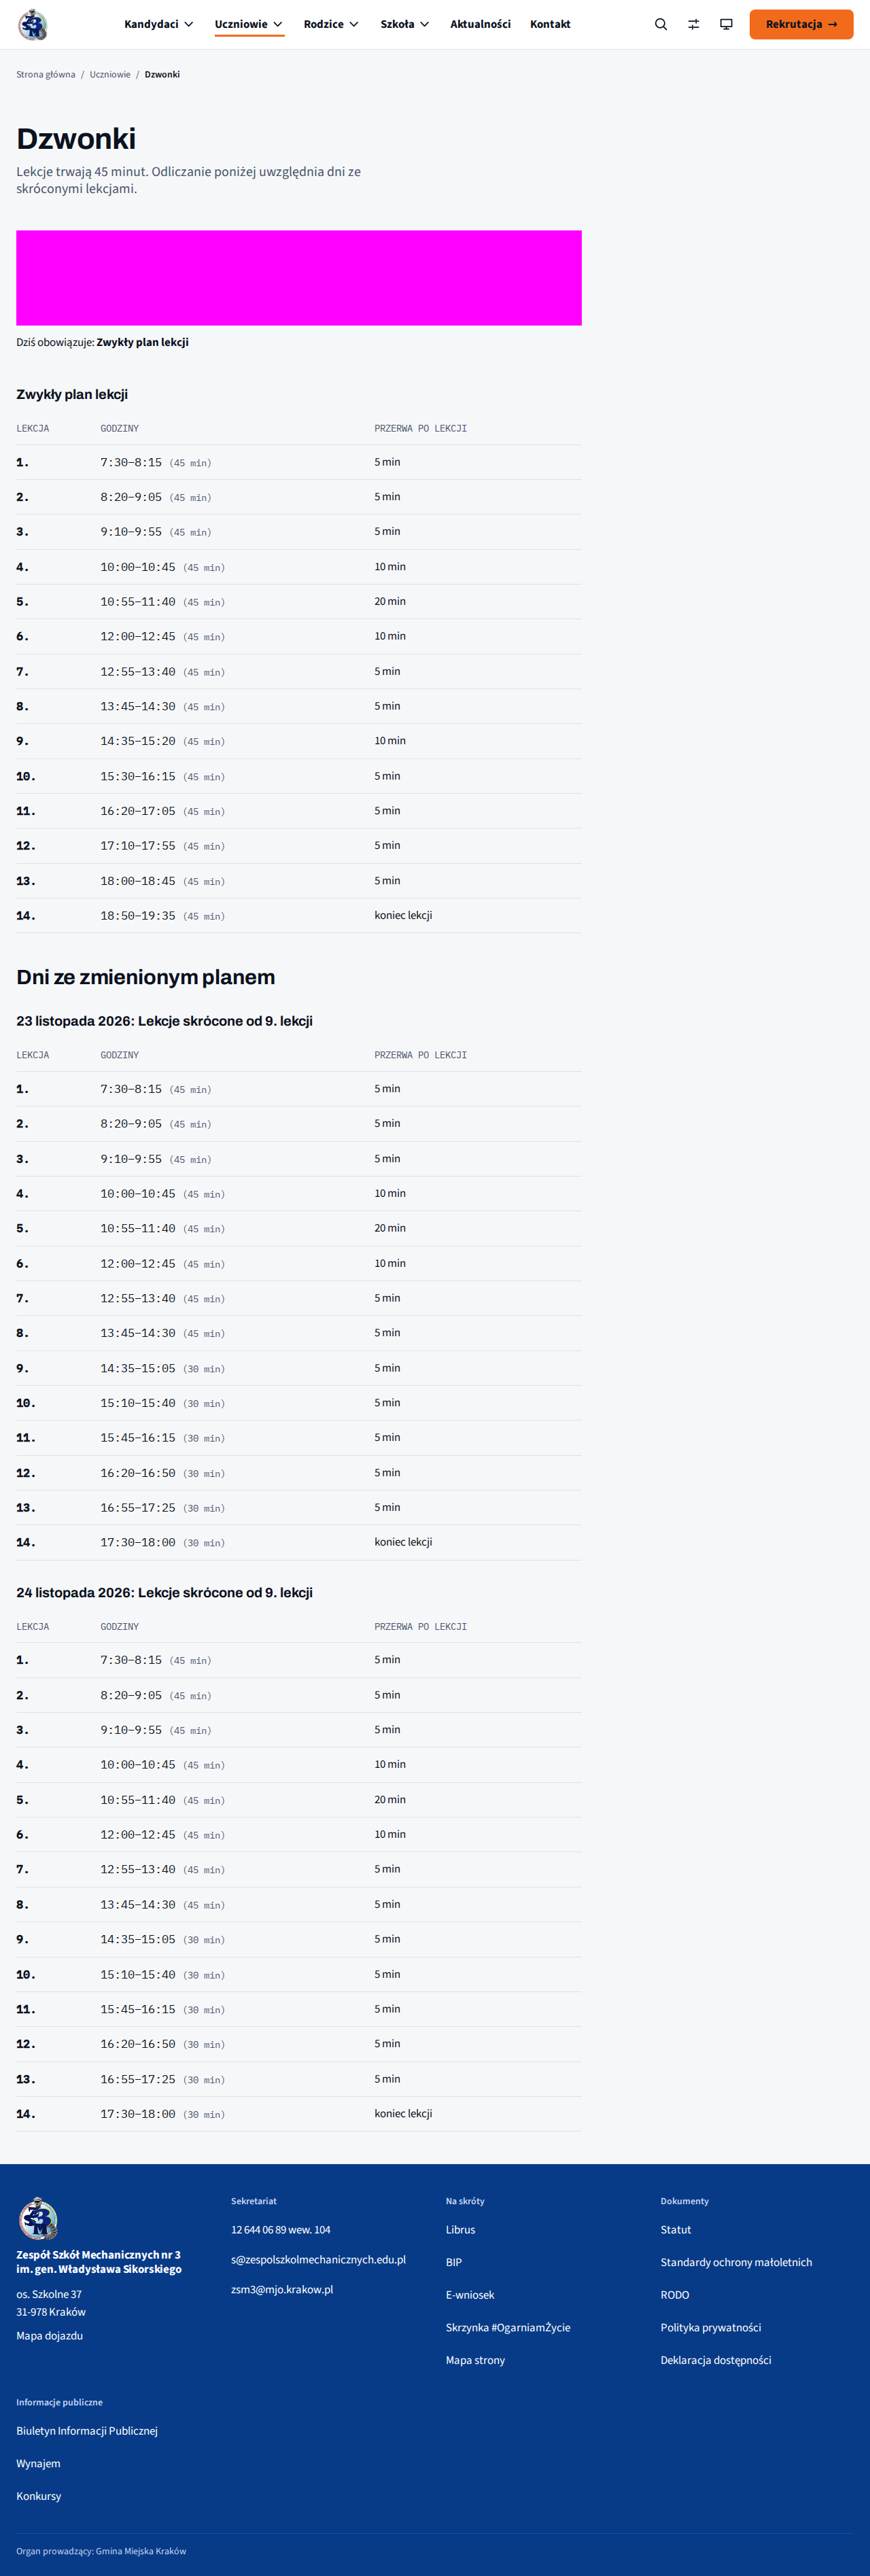 Kandydaci Uczniowie Rodzice Szkoła Aktualności Kontakt Rekrutacja →
Strona główna / Uczniowie / Dzwonki
Dzwonki
Lekcje trwają 45 minut. Odliczanie poniżej uwzględnia dni ze
skróconymi lekcjami.
Dziś obowiązuje: Zwykły plan lekcji
Zwykły plan lekcji
LEKCJA GODZINY PRZERWA PO LEKCJI
1. 7:30–8:15 (45 min) 5 min
2. 8:20–9:05 (45 min) 5 min
3. 9:10–9:55 (45 min) 5 min
4. 10:00–10:45 (45 min) 10 min
5. 10:55–11:40 (45 min) 20 min
6. 12:00–12:45 (45 min) 10 min
7. 12:55–13:40 (45 min) 5 min
8. 13:45–14:30 (45 min) 5 min
9. 14:35–15:20 (45 min) 10 min
10. 15:30–16:15 (45 min) 5 min
11. 16:20–17:05 (45 min) 5 min
12. 17:10–17:55 (45 min) 5 min
13. 18:00–18:45 (45 min) 5 min
14. 18:50–19:35 (45 min) koniec lekcji
Dni ze zmienionym planem
23 listopada 2026: Lekcje skrócone od 9. lekcji
LEKCJA GODZINY PRZERWA PO LEKCJI
1. 7:30–8:15 (45 min) 5 min
2. 8:20–9:05 (45 min) 5 min
3. 9:10–9:55 (45 min) 5 min
4. 10:00–10:45 (45 min) 10 min
5. 10:55–11:40 (45 min) 20 min
6. 12:00–12:45 (45 min) 10 min
7. 12:55–13:40 (45 min) 5 min
8. 13:45–14:30 (45 min) 5 min
9. 14:35–15:05 (30 min) 5 min
10. 15:10–15:40 (30 min) 5 min
11. 15:45–16:15 (30 min) 5 min
12. 16:20–16:50 (30 min) 5 min
13. 16:55–17:25 (30 min) 5 min
14. 17:30–18:00 (30 min) koniec lekcji
24 listopada 2026: Lekcje skrócone od 9. lekcji
LEKCJA GODZINY PRZERWA PO LEKCJI
1. 7:30–8:15 (45 min) 5 min
2. 8:20–9:05 (45 min) 5 min
3. 9:10–9:55 (45 min) 5 min
4. 10:00–10:45 (45 min) 10 min
5. 10:55–11:40 (45 min) 20 min
6. 12:00–12:45 (45 min) 10 min
7. 12:55–13:40 (45 min) 5 min
8. 13:45–14:30 (45 min) 5 min
9. 14:35–15:05 (30 min) 5 min
10. 15:10–15:40 (30 min) 5 min
11. 15:45–16:15 (30 min) 5 min
12. 16:20–16:50 (30 min) 5 min
13. 16:55–17:25 (30 min) 5 min
14. 17:30–18:00 (30 min) koniec lekcji
Zespół Szkół Mechanicznych nr 3
im. gen. Władysława Sikorskiego
os. Szkolne 37
31-978 Kraków
Mapa dojazdu
Sekretariat
12 644 06 89 wew. 104
s@zespolszkolmechanicznych.edu.pl
zsm3@mjo.krakow.pl
Na skróty
Librus
BIP
E-wniosek
Skrzynka #OgarniamŻycie
Mapa strony
Dokumenty
Statut
Standardy ochrony małoletnich
RODO
Polityka prywatności
Deklaracja dostępności
Informacje publiczne
Biuletyn Informacji Publicznej
Wynajem
Konkursy
Organ prowadzący: Gmina Miejska Kraków